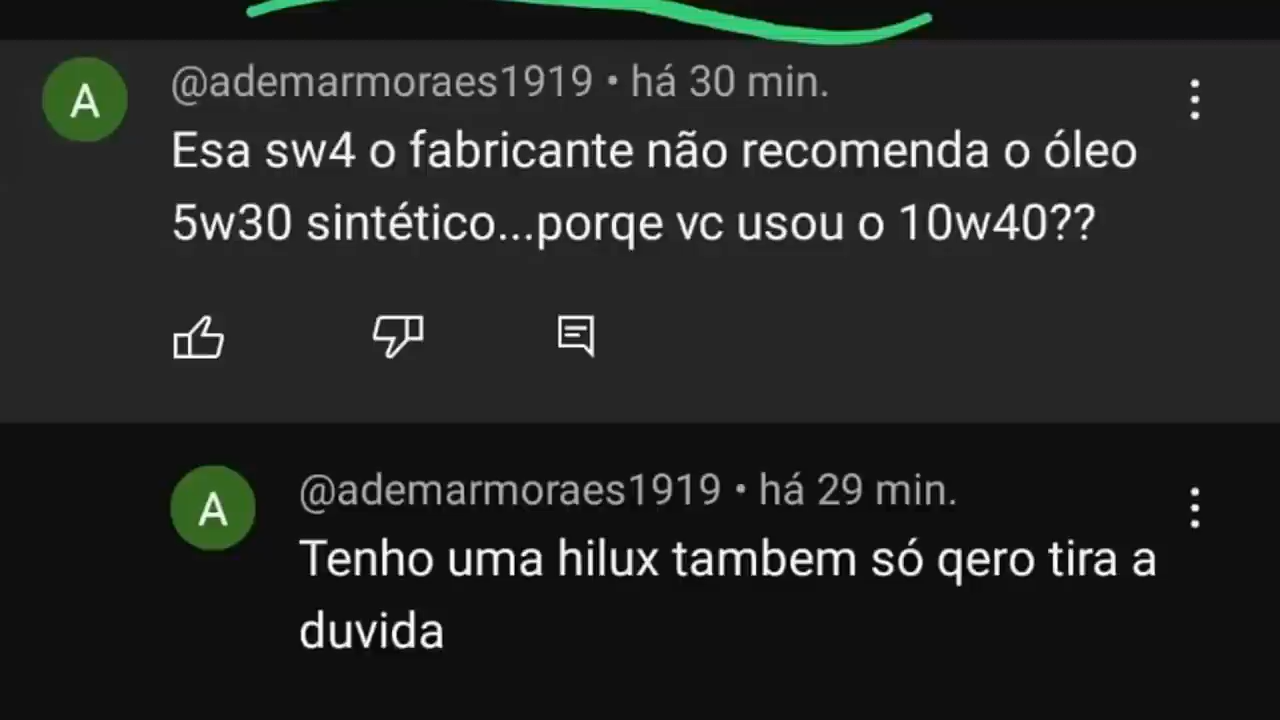 A
@ademarmoraes1919 • há 30 min.
Esa sw4 o fabricante não recomenda o óleo
5w30 sintético...porqe vc usou o 10w40??
A
@ademarmoraes1919 • há 29 min.
Tenho uma hilux tambem só qero tira a
duvida